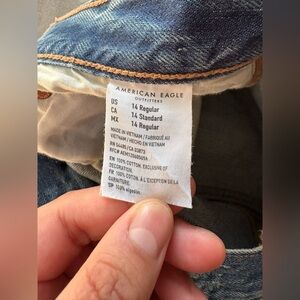 AMERICAN EAGLE
OUTFITTERS
US 14 Regular
CA 14 Standard
MX 14 Regular
MADE IN VIETNAM / FABRIQUÉ AU
VIETNAM / HECHO EN VIETNAM
EN 100% COTTON. EXCLUSIVE OF
DECORATION.
FR 100% COTON. À L'EXCEPTION DE LA
GARNITURE.
SP 100% algodón.